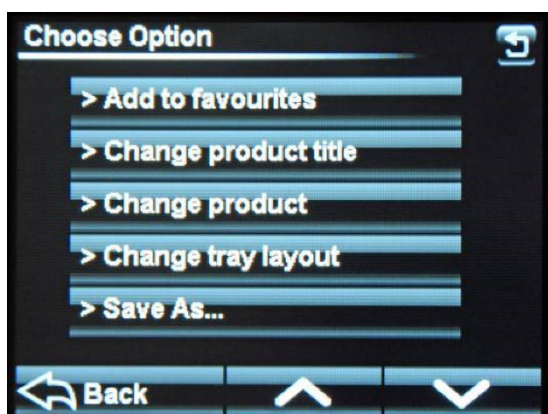 Choose Option
> Add to favourites
> Change product title
> Change product
> Change tray layout
> Save As...
Back